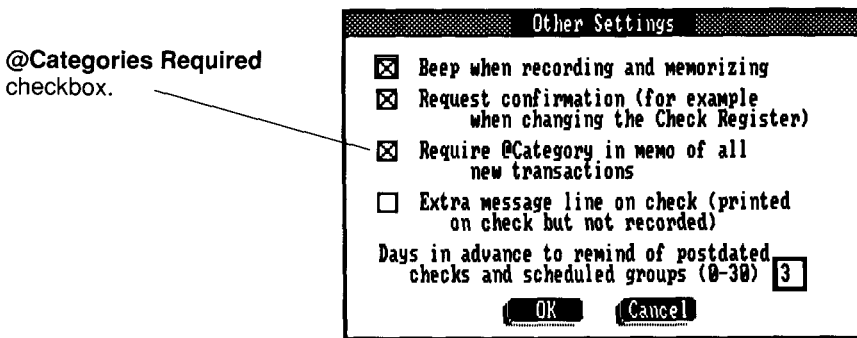 @Categories Required
checkbox.
Other Settings
Beep when recording and memorizing
Request confirmation (for example
when changing the Check Register)
Require @Category in memo of all
new transactions
Extra message line on check (printed
on check but not recorded)
Days in advance to remind of postdated
checks and scheduled groups (0-30) 3
OK Cancel